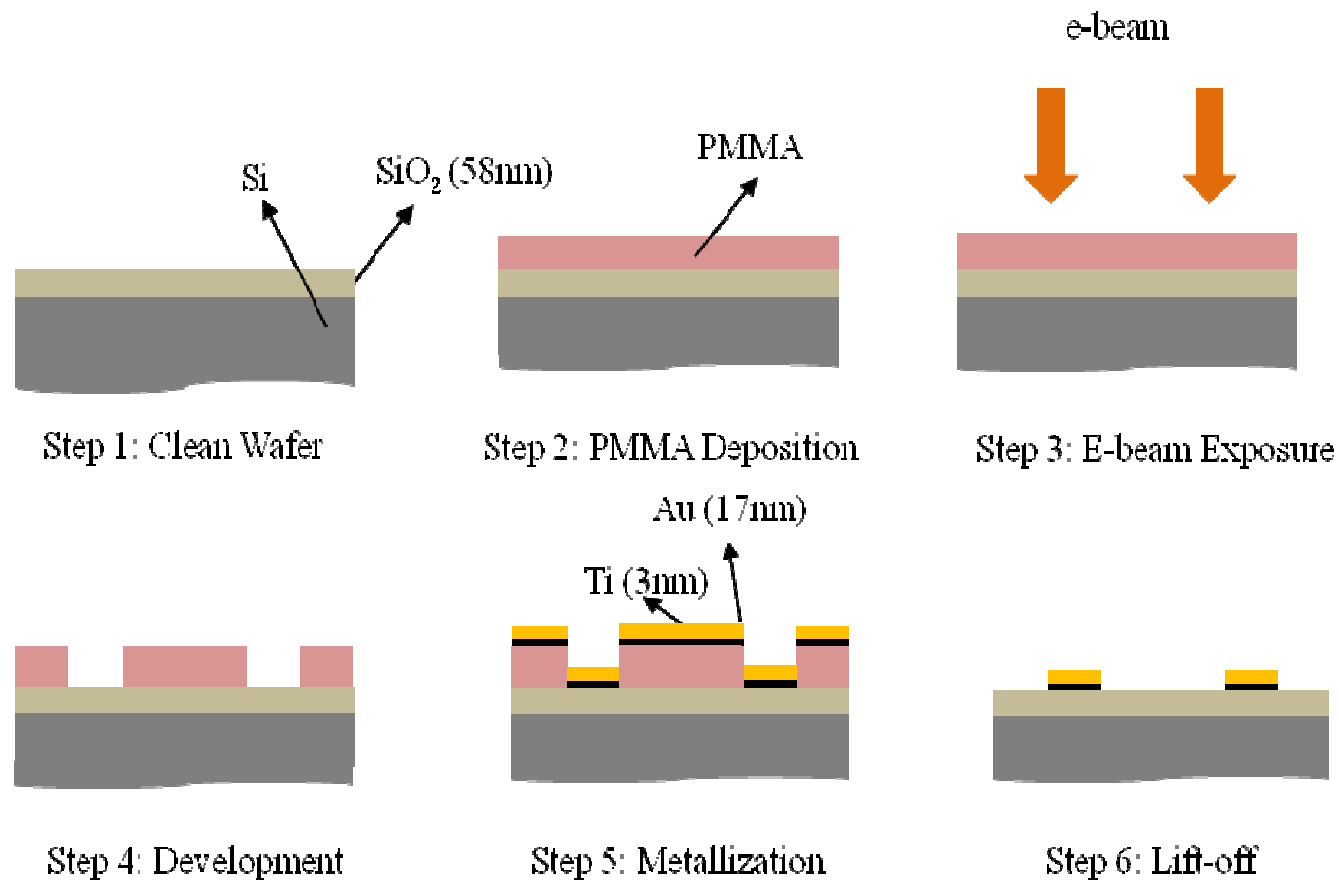 e-beam
Si
SiO₂ (58nm)
PMMA
Step 1: Clean Wafer
Step 2: PMMA Deposition
Step 3: E-beam Exposure
Au (17nm)
Ti (3nm)
Step 4: Development
Step 5: Metallization
Step 6: Lift-off